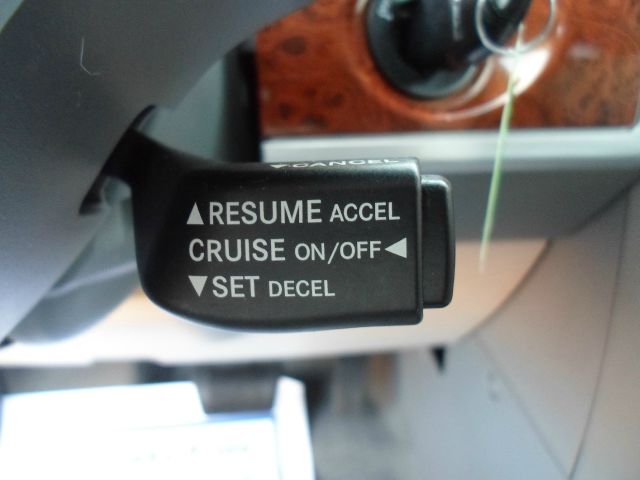 ▼CANCEL
▲RESUME ACCEL
CRUISE ON/OFF◀
▼SET DECEL